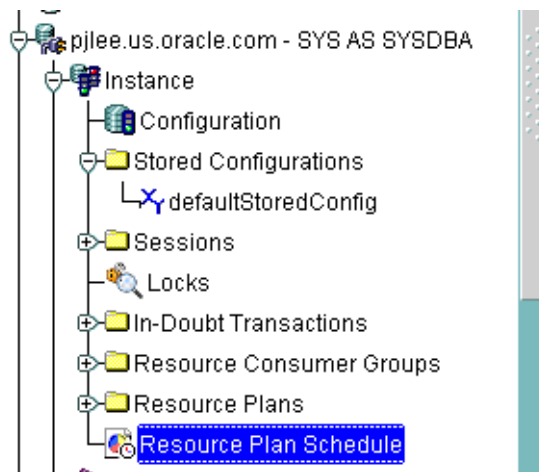 pjlee.us.oracle.com - SYS AS SYSDBA
Instance
Configuration
Stored Configurations
defaultStoredConfig
Sessions
Locks
In-Doubt Transactions
Resource Consumer Groups
Resource Plans
Resource Plan Schedule